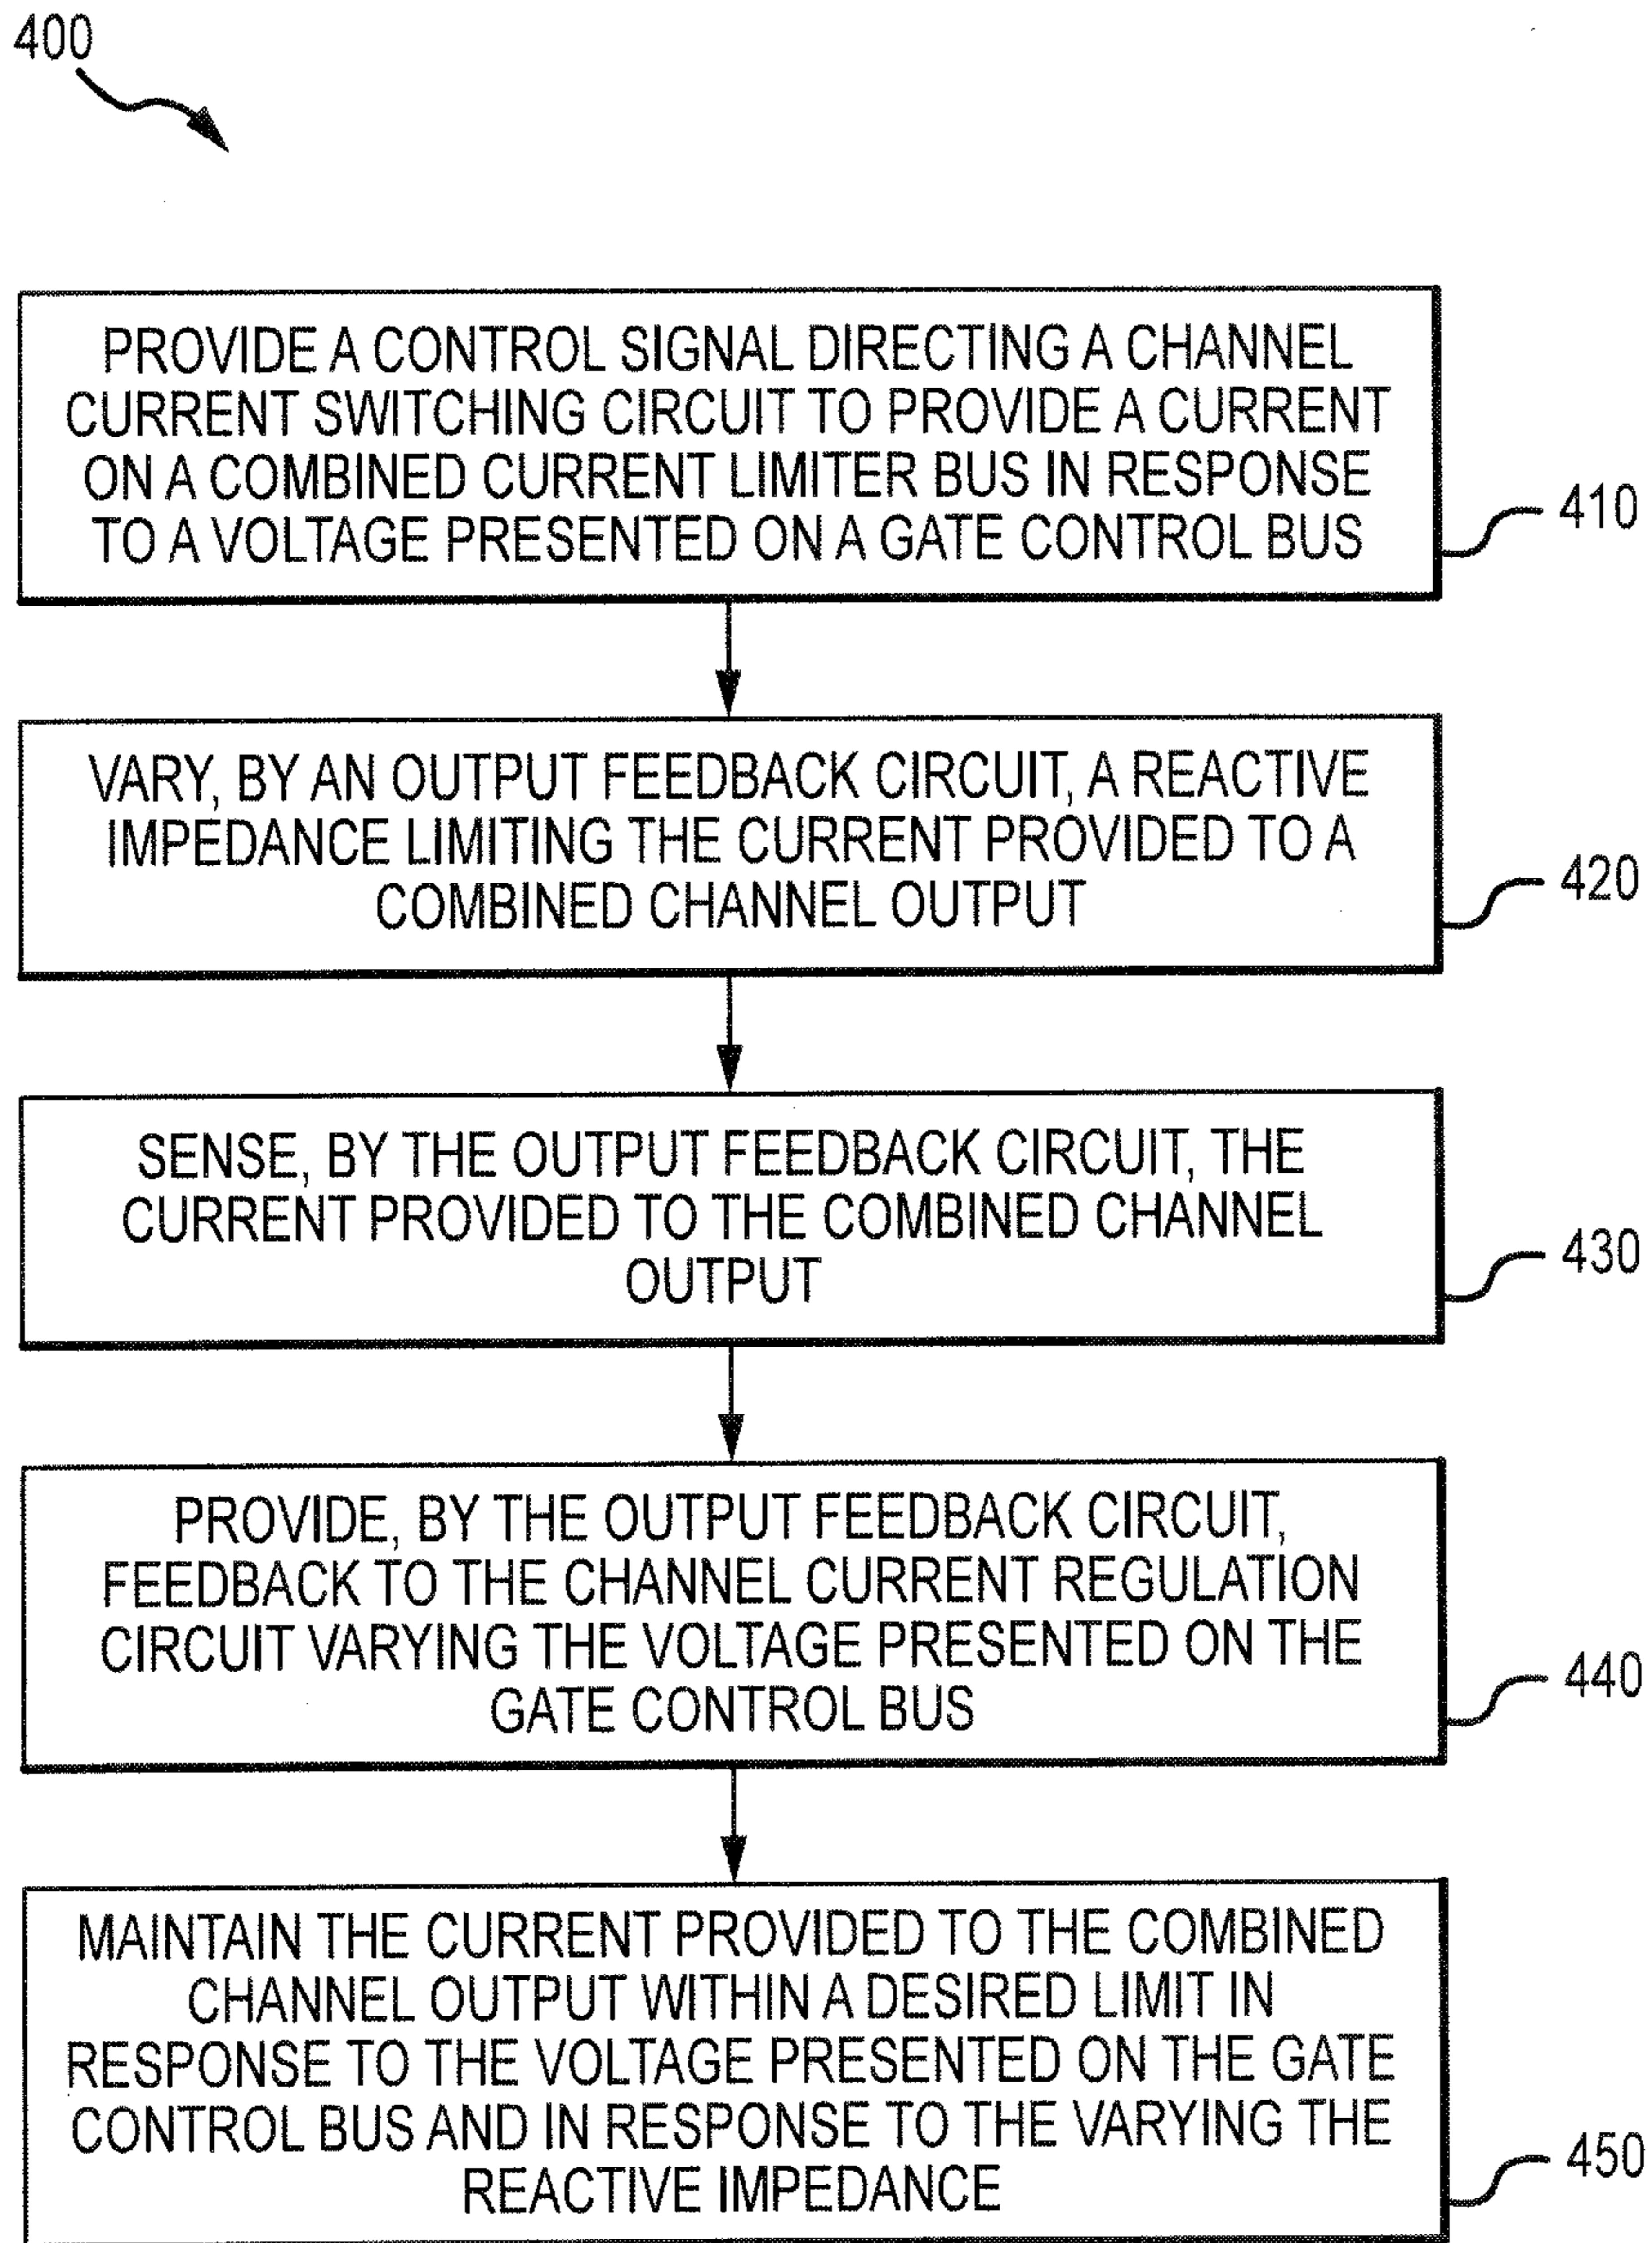 400
PROVIDE A CONTROL SIGNAL DIRECTING A CHANNEL
CURRENT SWITCHING CIRCUIT TO PROVIDE A CURRENT
ON A COMBINED CURRENT LIMITER BUS IN RESPONSE
TO A VOLTAGE PRESENTED ON A GATE CONTROL BUS
410
VARY, BY AN OUTPUT FEEDBACK CIRCUIT, A REACTIVE
IMPEDANCE LIMITING THE CURRENT PROVIDED TO A
COMBINED CHANNEL OUTPUT
420
SENSE, BY THE OUTPUT FEEDBACK CIRCUIT, THE
CURRENT PROVIDED TO THE COMBINED CHANNEL
OUTPUT
430
PROVIDE, BY THE OUTPUT FEEDBACK CIRCUIT,
FEEDBACK TO THE CHANNEL CURRENT REGULATION
CIRCUIT VARYING THE VOLTAGE PRESENTED ON THE
GATE CONTROL BUS
440
MAINTAIN THE CURRENT PROVIDED TO THE COMBINED
CHANNEL OUTPUT WITHIN A DESIRED LIMIT IN
RESPONSE TO THE VOLTAGE PRESENTED ON THE GATE
CONTROL BUS AND IN RESPONSE TO THE VARYING THE
REACTIVE IMPEDANCE
450